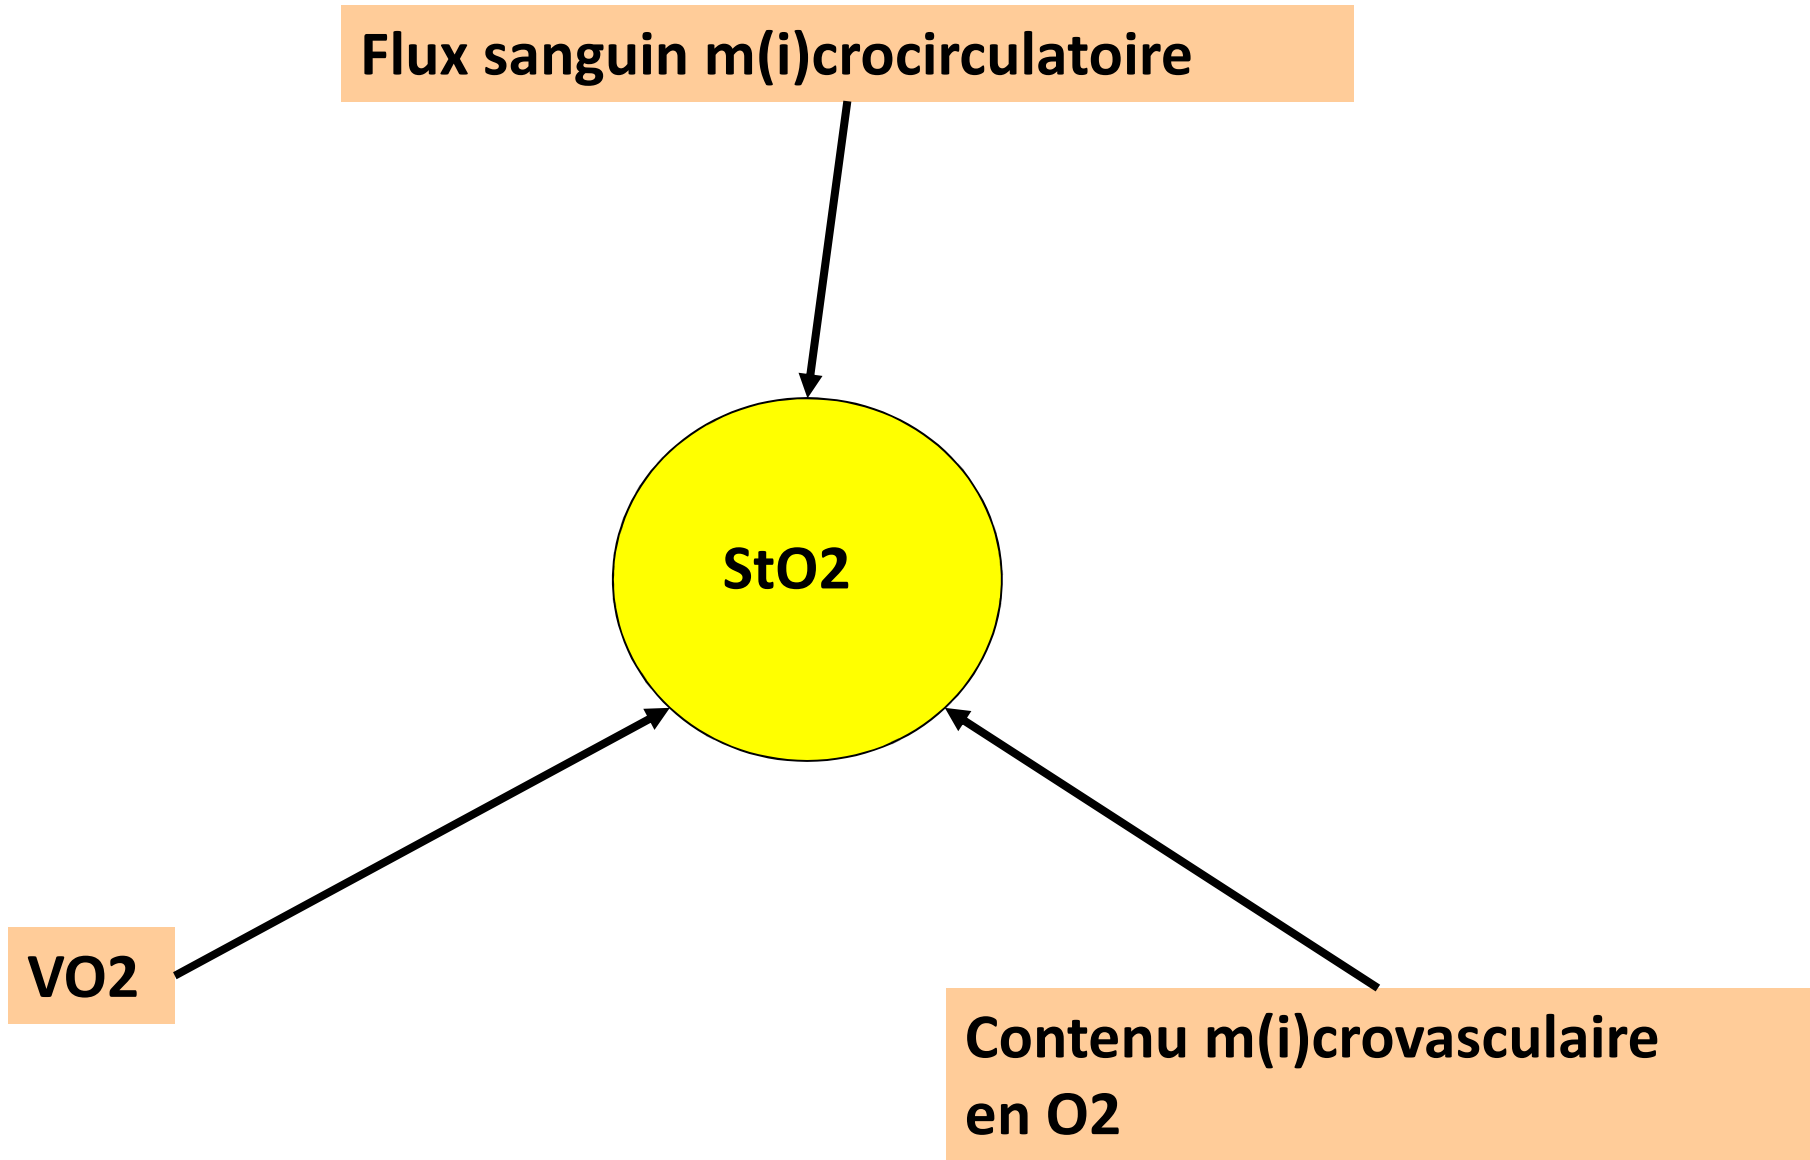 Flux sanguin m(i)crocirculatoire
StO2
VO2
Contenu m(i)crovasculaire
en O2